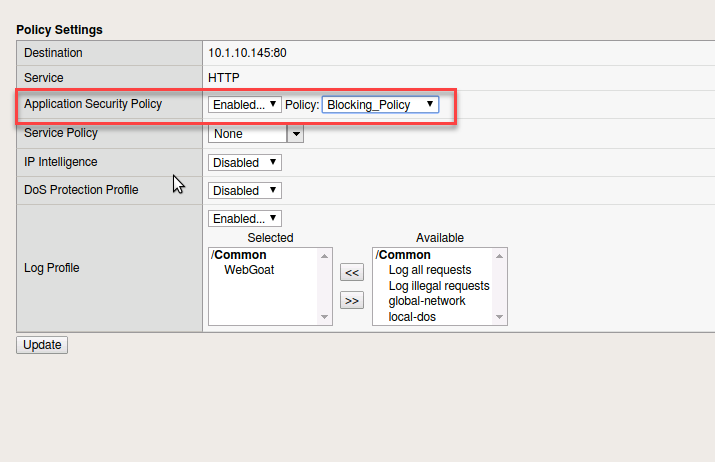 Policy Settings
Destination 10.1.10.145:80
Service HTTP
Application Security Policy Enabled... Policy: Blocking_Policy
Service Policy None
IP Intelligence Disabled
DoS Protection Profile Disabled
Log Profile Enabled...
Selected Available
/Common /Common
WebGoat << Log all requests
Log illegal requests
>> global-network
local-dos
Update